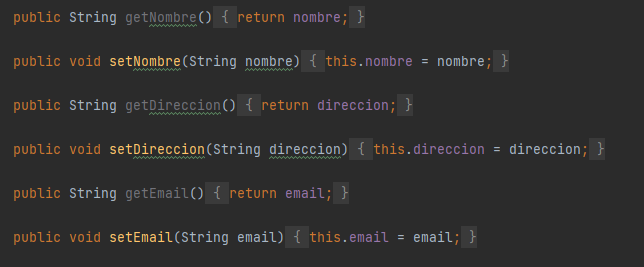 public String getNombre() { return nombre; }
public void setNombre(String nombre) { this.nombre = nombre; }
public String getDireccion() { return direccion; }
public void setDireccion(String direccion) { this.direccion = direccion; }
public String getEmail() { return email; }
public void setEmail(String email) { this.email = email; }